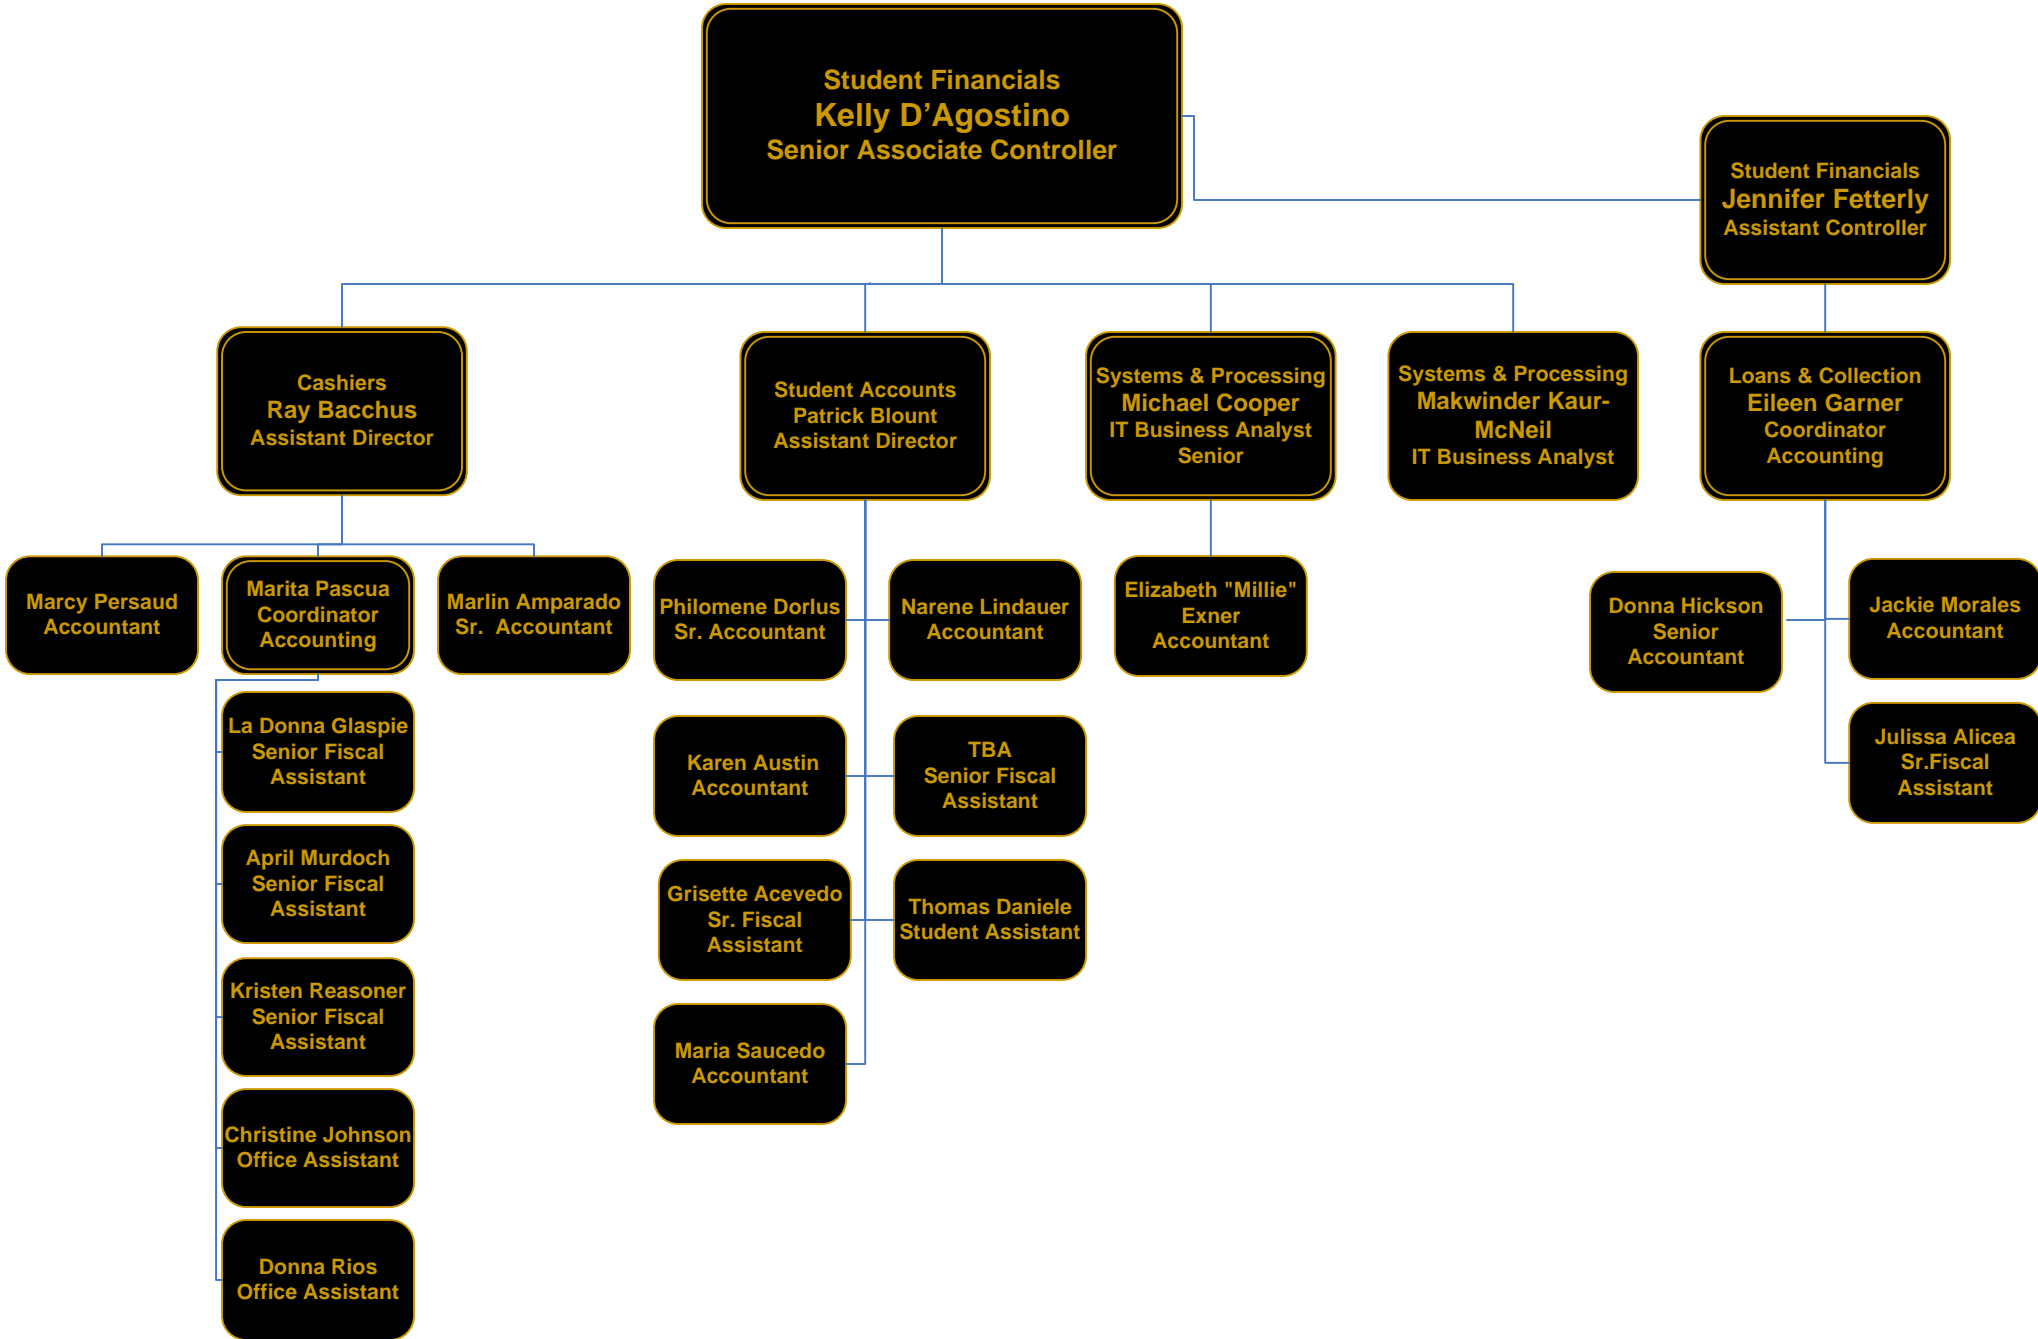 Student Financials
Kelly D’Agostino
Senior Associate Controller
Student Financials
Jennifer Fetterly
Assistant Controller
Cashiers
Ray Bacchus
Assistant Director
Student Accounts
Patrick Blount
Assistant Director
Systems & Processing
Michael Cooper
IT Business Analyst
Senior
Systems & Processing
Makwinder Kaur-
McNeil
IT Business Analyst
Loans & Collection
Eileen Garner
Coordinator
Accounting
Marcy Persaud
Accountant
Marita Pascua
Coordinator
Accounting
Marlin Amparado
Sr.  Accountant
Philomene Dorlus
Sr. Accountant
Narene Lindauer
Accountant
Elizabeth "Millie"
Exner
Accountant
Donna Hickson
Senior
Accountant
Jackie Morales
Accountant
La Donna Glaspie
Senior Fiscal
Assistant
Karen Austin
Accountant
TBA
Senior Fiscal
Assistant
Julissa Alicea
Sr.Fiscal
Assistant
April Murdoch
Senior Fiscal
Assistant
Grisette Acevedo
Sr. Fiscal
Assistant
Thomas Daniele
Student Assistant
Kristen Reasoner
Senior Fiscal
Assistant
Maria Saucedo
Accountant
Christine Johnson
Office Assistant
Donna Rios
Office Assistant